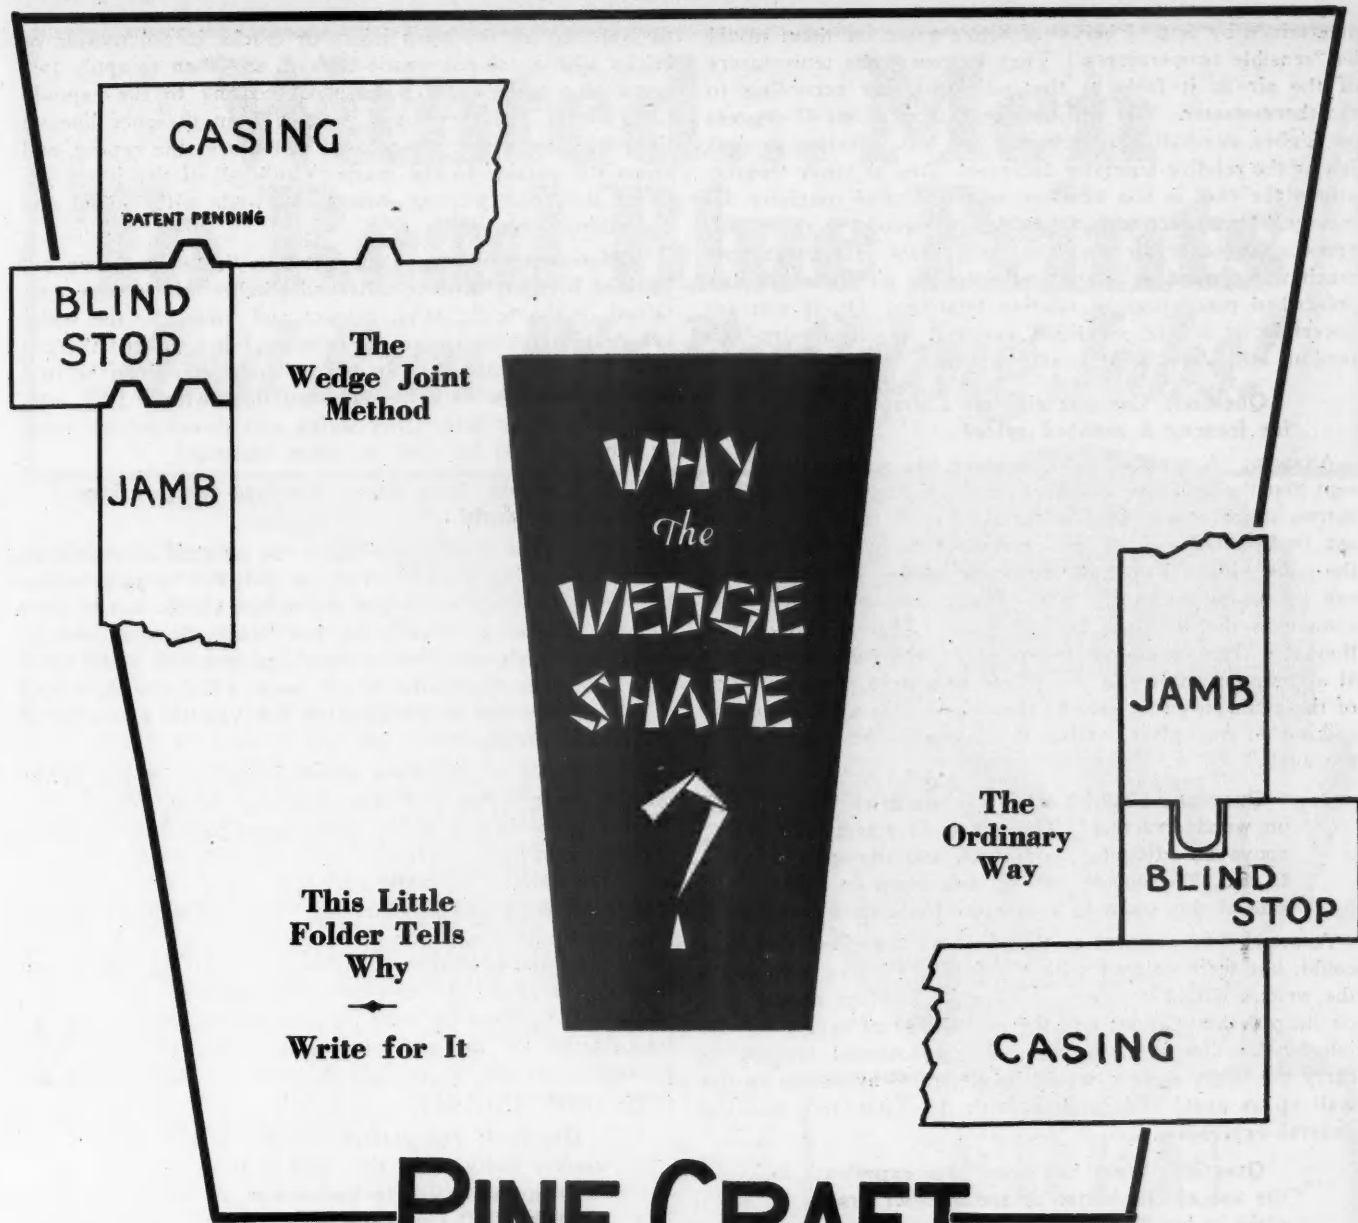 CASING
PATENT PENDING
BLIND
STOP
JAMB
The
Wedge Joint
Method
WHY
The
WEDGE
SHAPE
?
JAMB
The
Ordinary
Way
BLIND
STOP
CASING
This Little
Folder Tells
Why
Write for It
PINE CRAFT